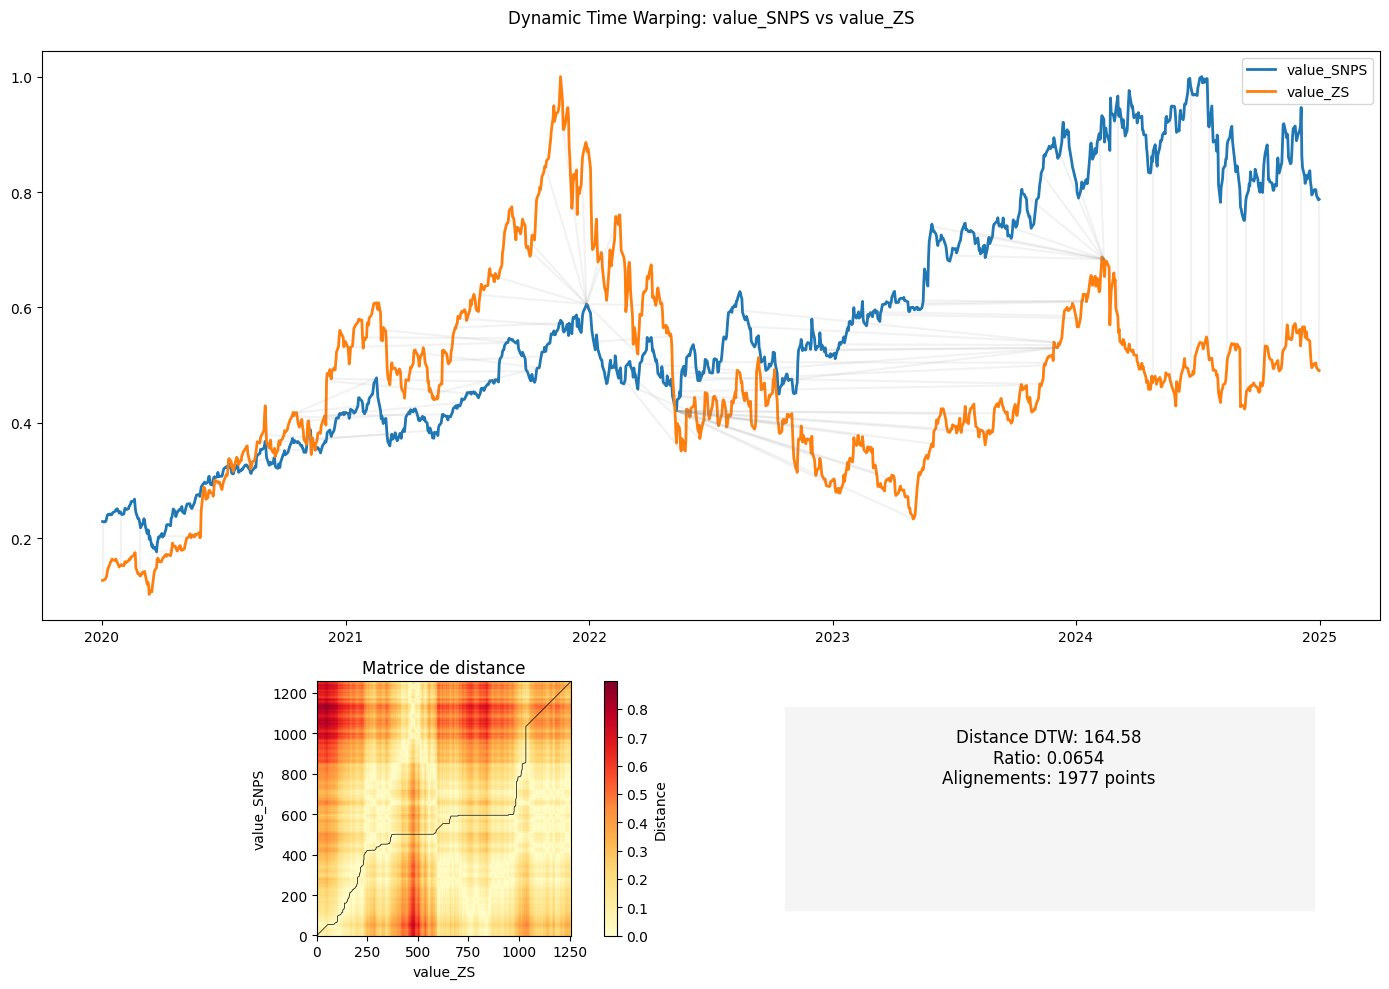 Dynamic Time Warping: value_SNPS vs value_ZS
value_SNPS
value_ZS
1.0
0.8
0.6
0.4
0.2
2020 2021 2022 2023 2024 2025
Matrice de distance
value_SNPS
1200
1000
800
600
400
200
0
0 250 500 750 1000 1250
value_ZS
0.8
0.7
0.6
0.5
0.4
0.3
0.2
0.1
0.0
Distance
Distance DTW: 164.58
Ratio: 0.0654
Alignements: 1977 points